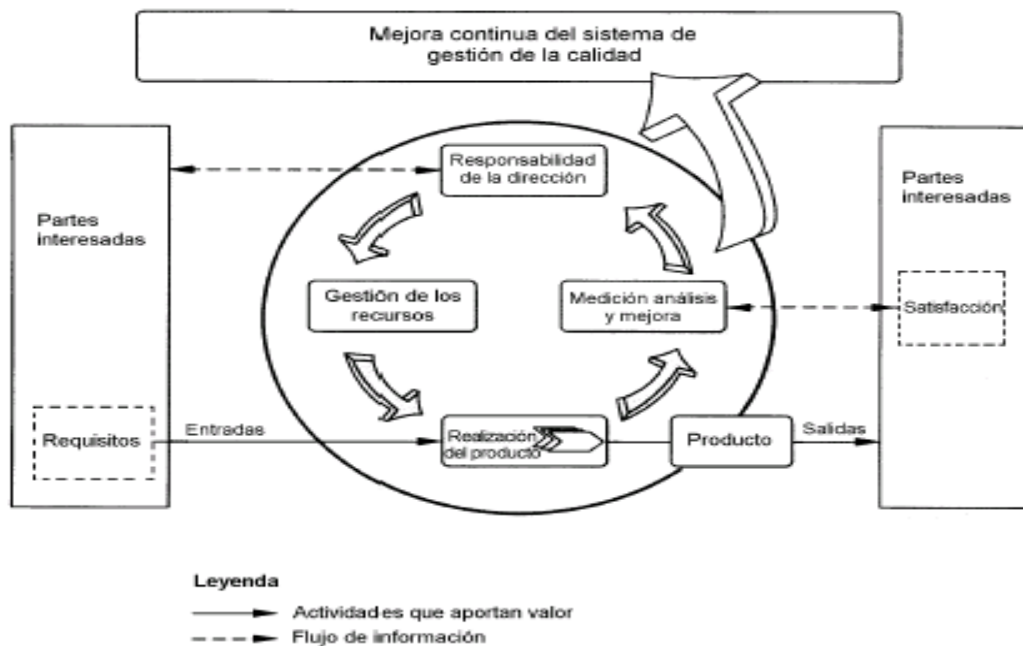 Mejora continua del sistema de
gestión de la calidad
Responsabilidad
de la dirección
Partes
interesadas
Partes
interesadas
Gestión de los
recursos
Medición análisis
y mejora
Satisfacción
Requisitos
Entradas
Realización
del producto
Producto
Salidas
Leyenda
Actividades que aportan valor
Flujo de información